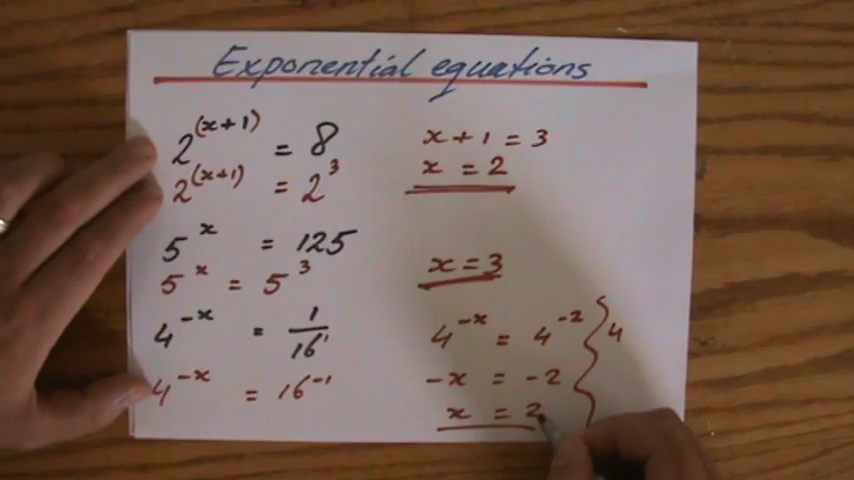 Exponential equations
2^(x+1) = 8
2^(x+1) = 2^3
x + 1 = 3
x = 2
5^x = 125
5^x = 5^3
x = 3
4^-x = 1/16
4^-x = 16^-1
4^-x = 4^-2
-x = -2
x = 2
4